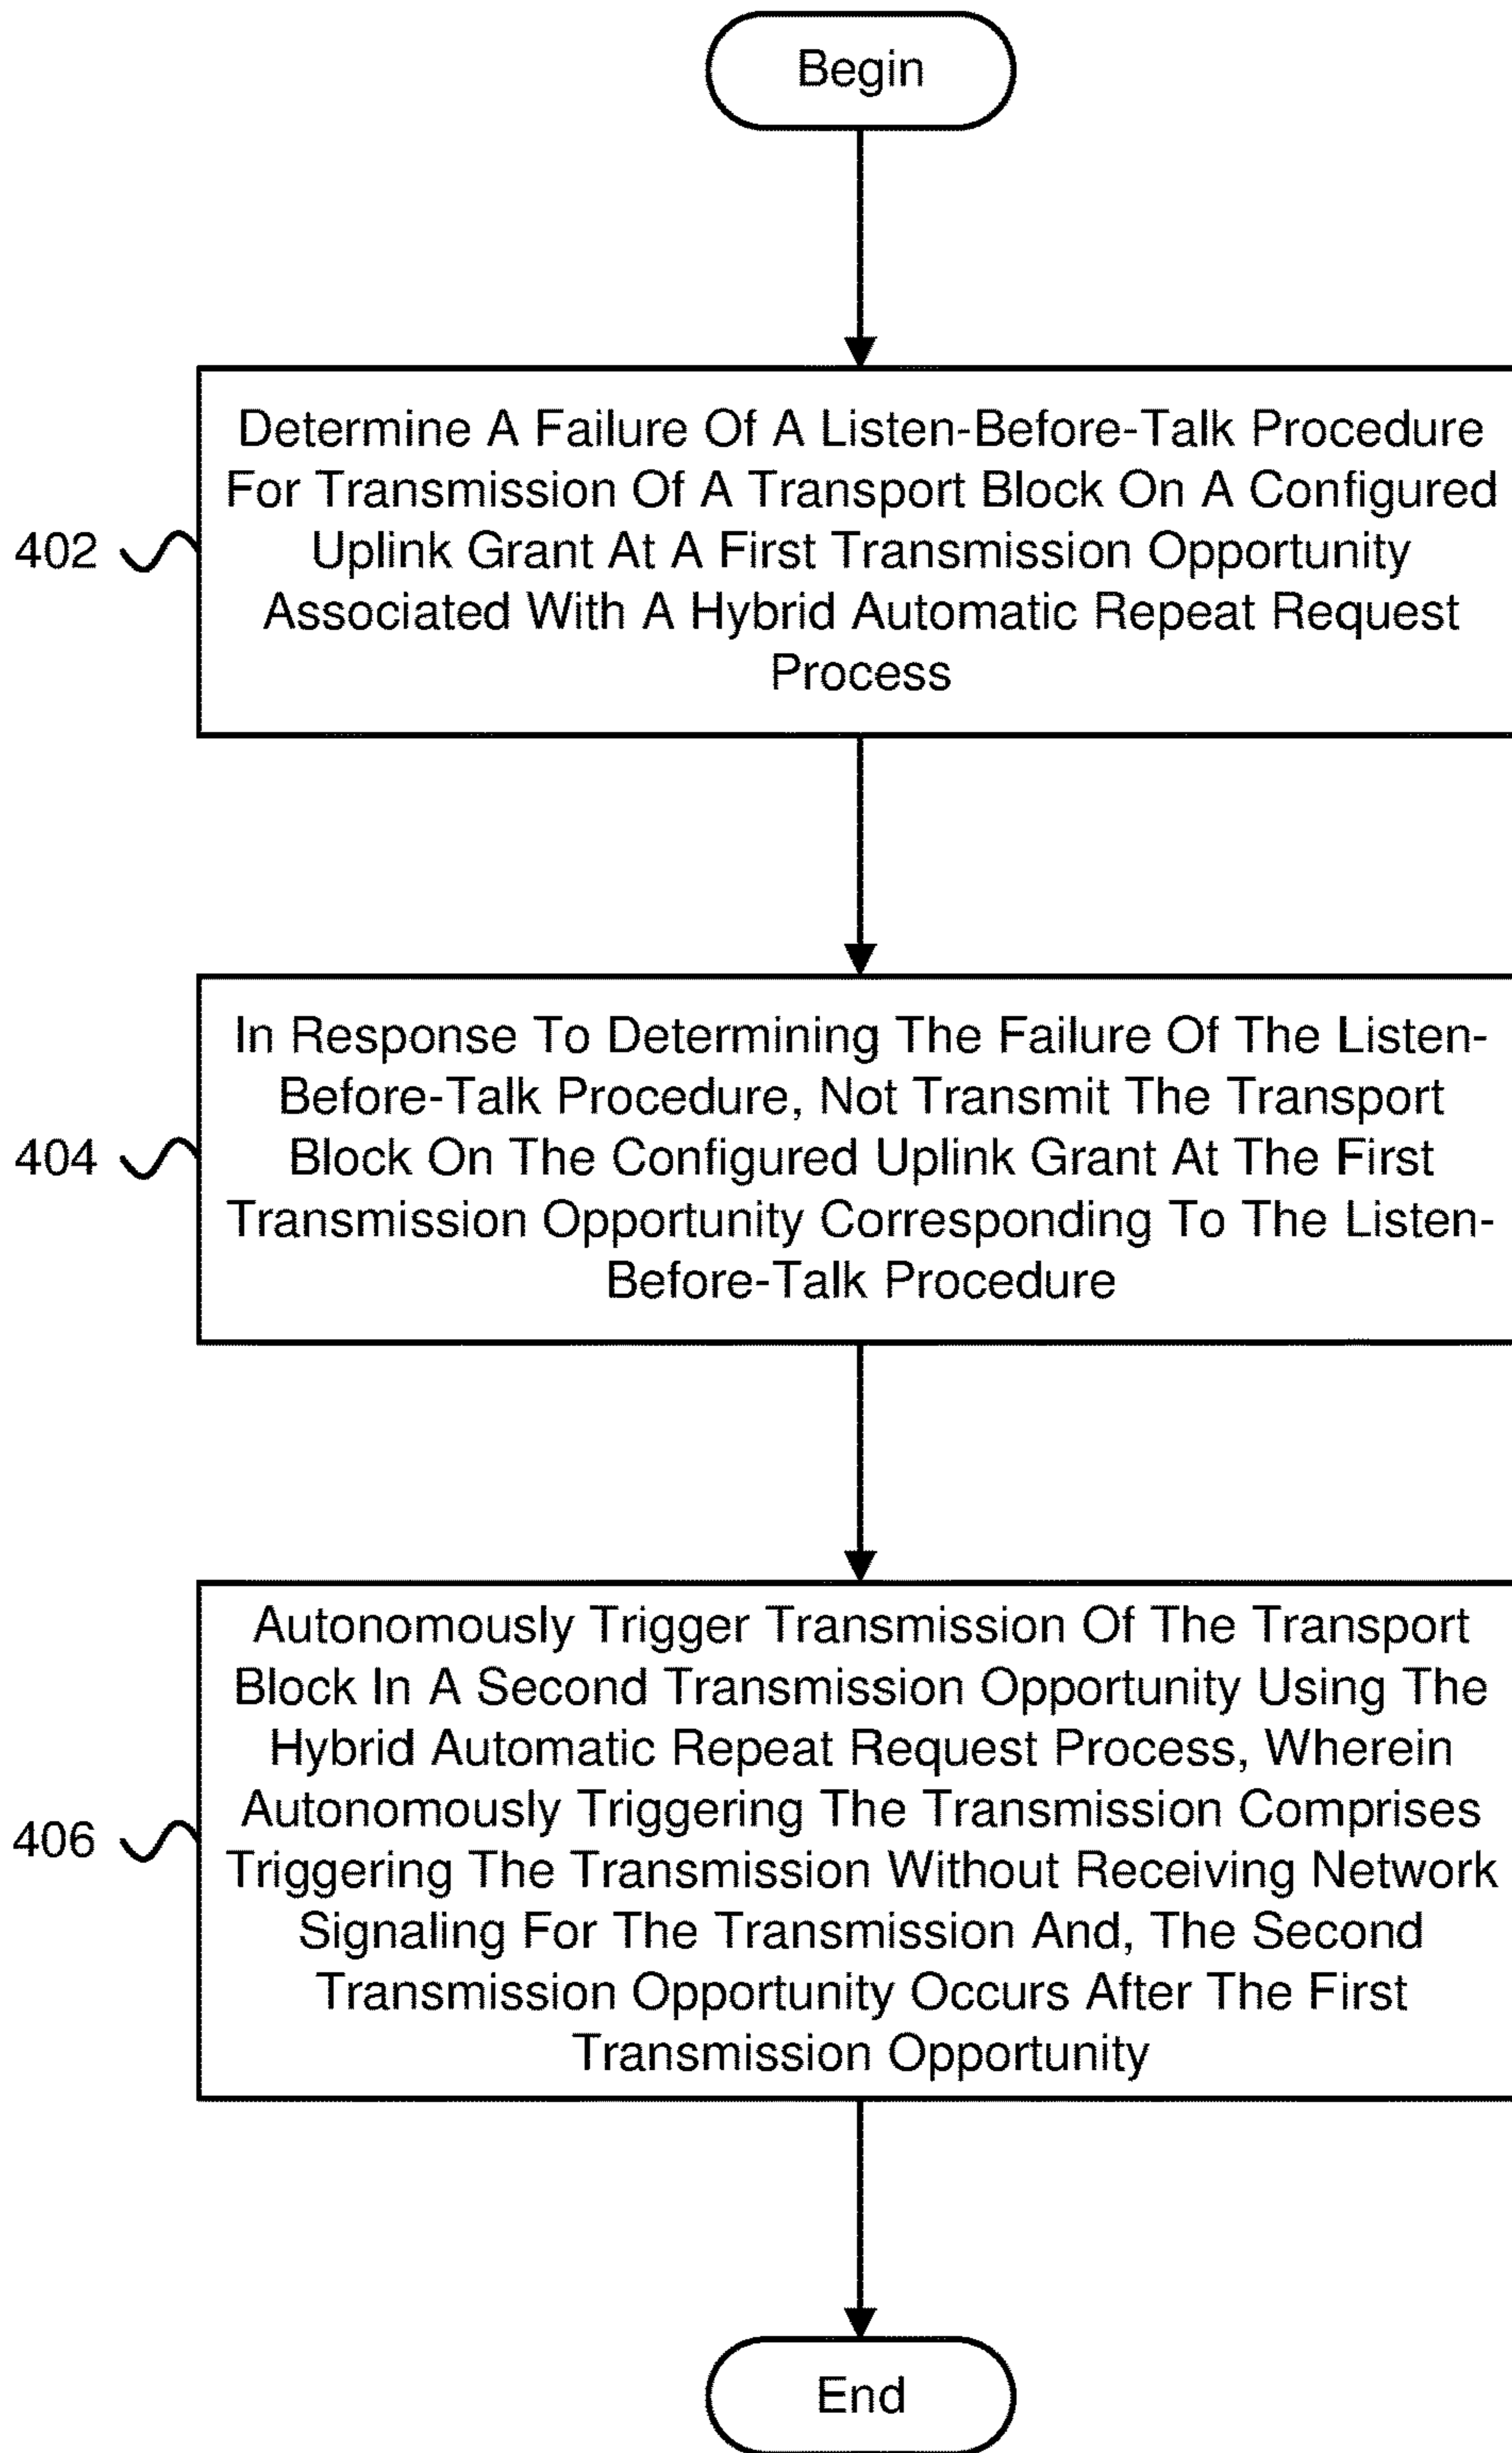 Begin
Determine A Failure Of A Listen-Before-Talk Procedure
For Transmission Of A Transport Block On A Configured
Uplink Grant At A First Transmission Opportunity
Associated With A Hybrid Automatic Repeat Request
Process
402
In Response To Determining The Failure Of The Listen-
Before-Talk Procedure, Not Transmit The Transport
Block On The Configured Uplink Grant At The First
Transmission Opportunity Corresponding To The Listen-
Before-Talk Procedure
404
Autonomously Trigger Transmission Of The Transport
Block In A Second Transmission Opportunity Using The
Hybrid Automatic Repeat Request Process, Wherein
Autonomously Triggering The Transmission Comprises
Triggering The Transmission Without Receiving Network
Signaling For The Transmission And, The Second
Transmission Opportunity Occurs After The First
Transmission Opportunity
406
End